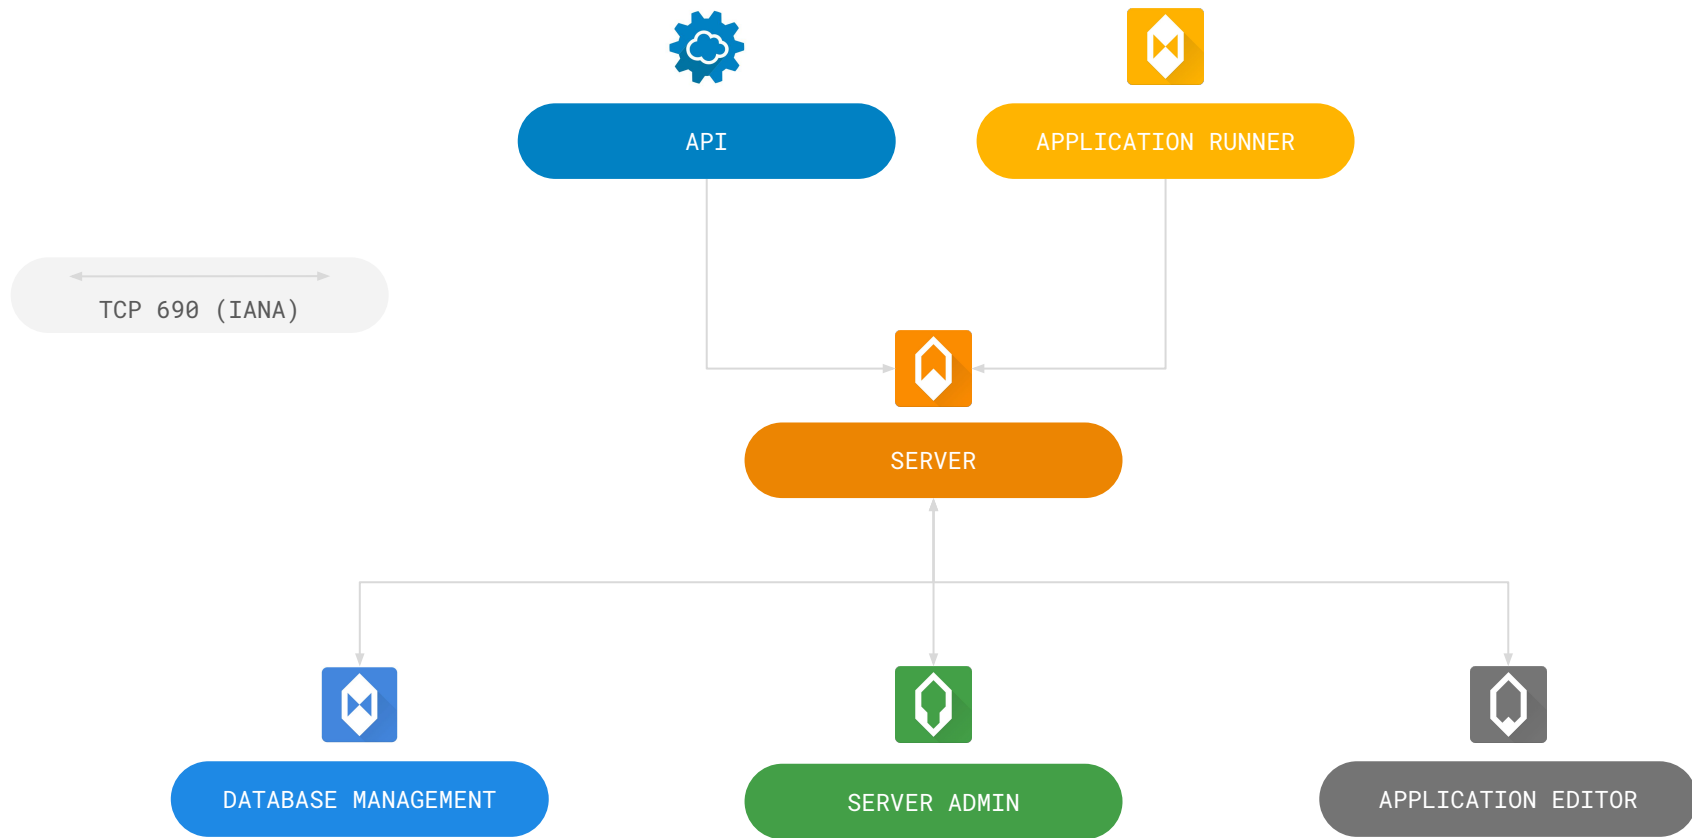 API
APPLICATION RUNNER
TCP 690 (IANA)
SERVER
DATABASE MANAGEMENT
SERVER ADMIN
APPLICATION EDITOR